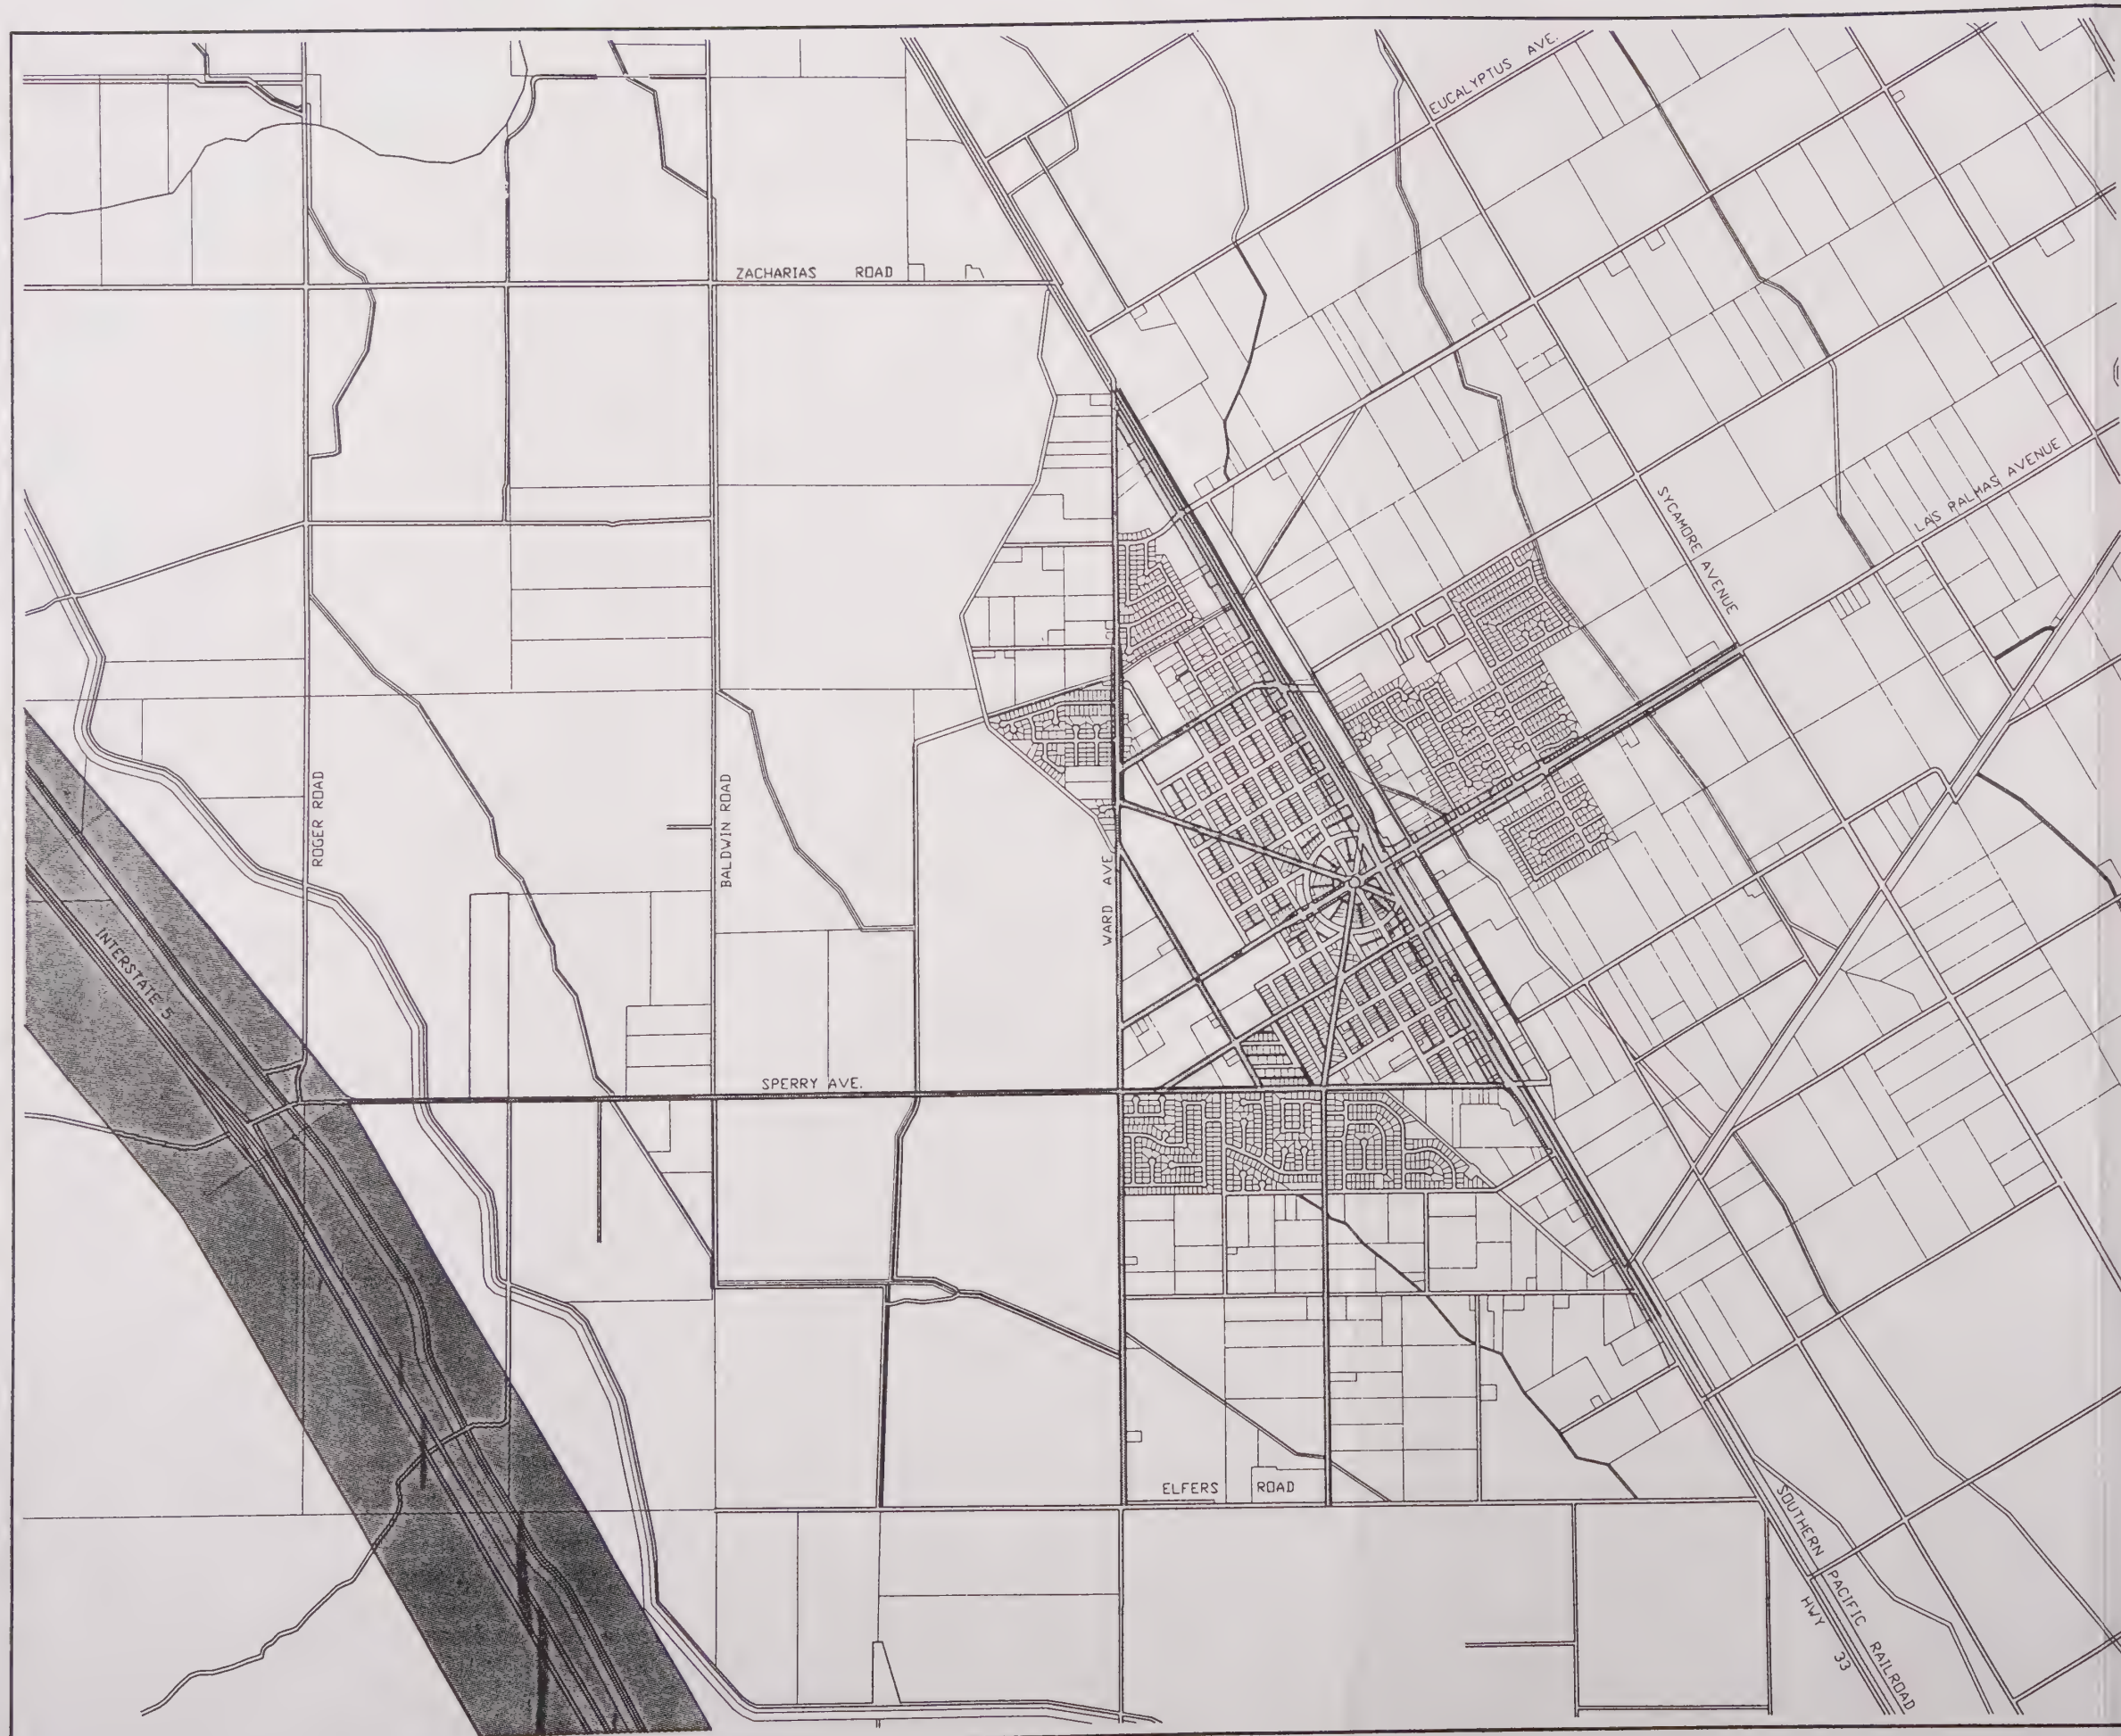 EUCALYPTUS AVE.
ZACHARIAS ROAD
SYCAMORE AVENUE
LAS PALMAS AVENUE
ROGER ROAD
BALDWIN ROAD
WARD AVE.
INTERSTATE 5
SPERRY AVE.
ELFERS ROAD
SOUTHERN PACIFIC RAILROAD
HWY 33